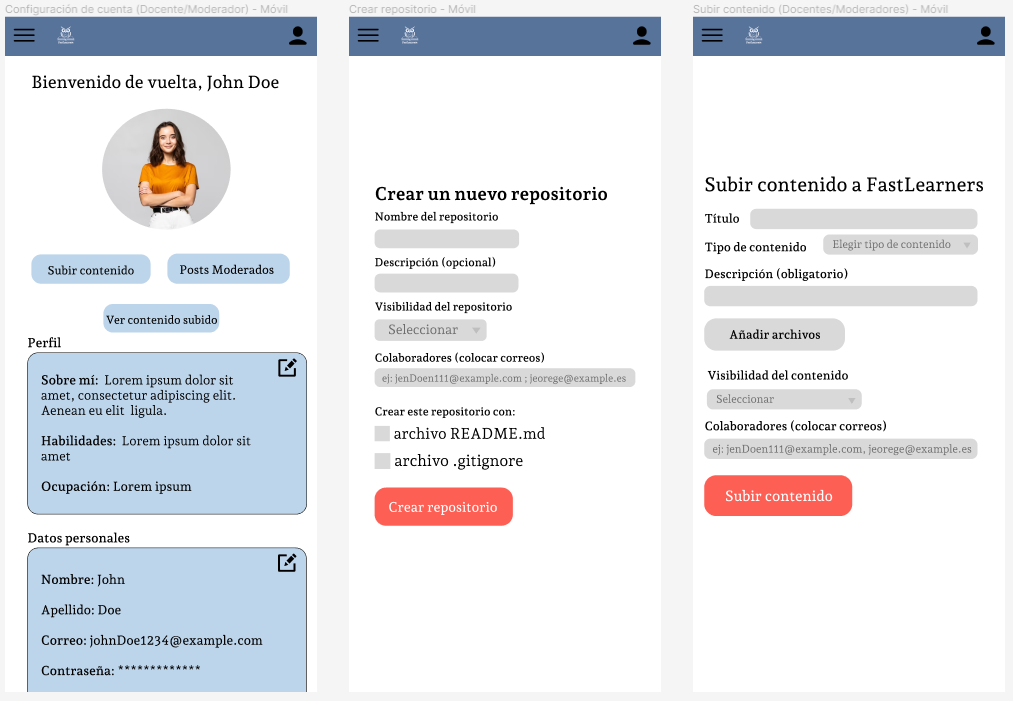 Configuración de cuenta (Docente/Moderador) - Móvil
Bienvenido de vuelta, John Doe
Subir contenido
Posts Moderados
Ver contenido subido
Perfil
Sobre mí: Lorem ipsum dolor sit
amet, consectetur adipiscing elit.
Aenean eu elit ligula.
Habilidades: Lorem ipsum dolor sit
amet
Ocupación: Lorem ipsum
Datos personales
Nombre: John
Apellido: Doe
Correo: johnDoe1234@example.com
Contraseña: *************
Crear repositorio - Móvil
Crear un nuevo repositorio
Nombre del repositorio
Descripción (opcional)
Visibilidad del repositorio
Seleccionar
Colaboradores (colocar correos)
ej: jenDoen111@example.com ; jeorege@example.es
Crear este repositorio con:
archivo README.md
archivo .gitignore
Crear repositorio
Subir contenido (Docentes/Moderadores) - Móvil
Subir contenido a FastLearners
Título
Tipo de contenido
Elegir tipo de contenido
Descripción (obligatorio)
Añadir archivos
Visibilidad del contenido
Seleccionar
Colaboradores (colocar correos)
ej: jenDoen111@example.com, jeorege@example.es
Subir contenido